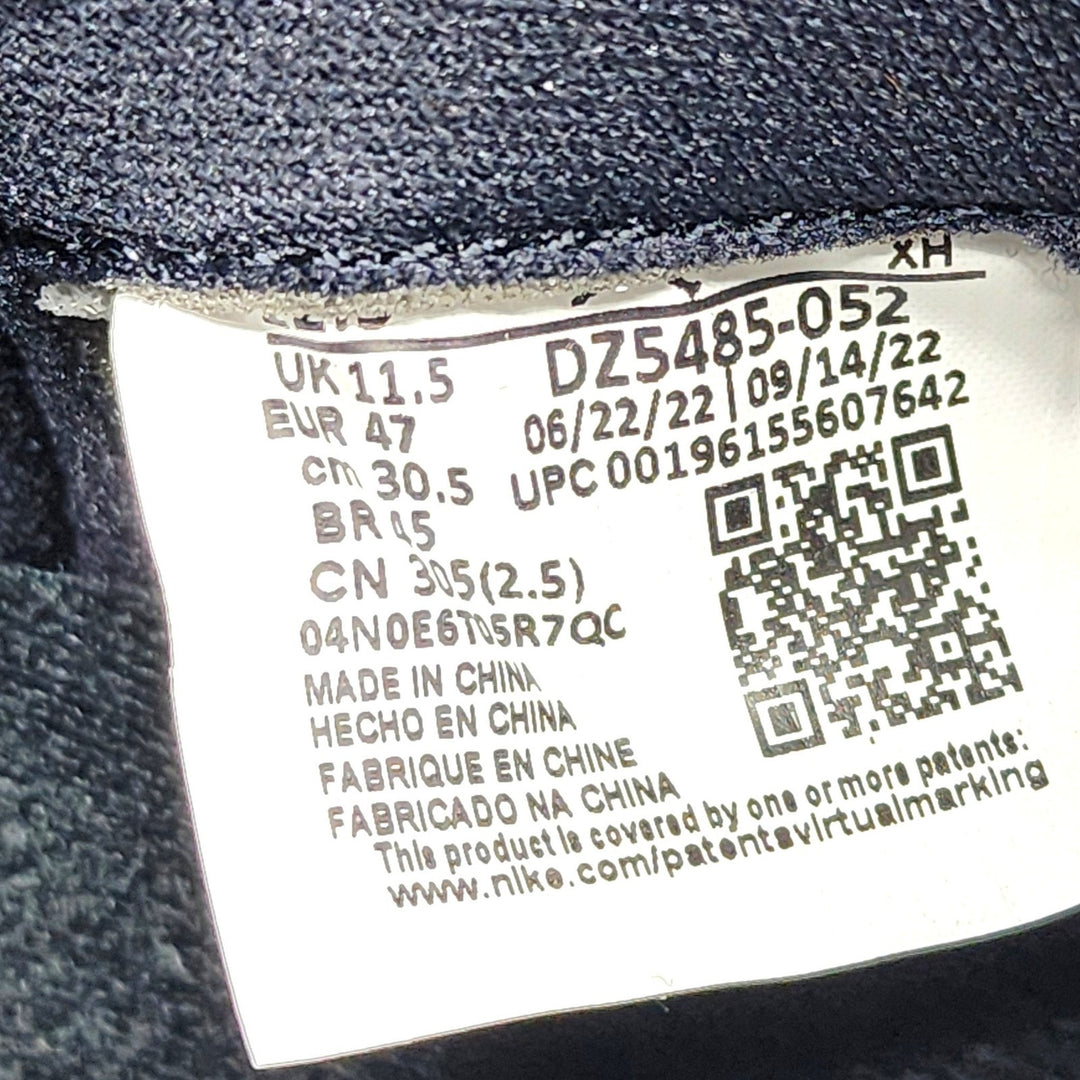 XH
UK 11.5
DZ5485-052
EUR 47
06/22/22 | 09/14/22
cm 30.5
UPC 00196155607642
BR 45
CN 305(2.5)
04N0E6T05R7QC
MADE IN CHINA
HECHO EN CHINA
FABRIQUE EN CHINE
FABRICADO NA CHINA
This product is covered by one or more patents:
www.nike.com/patentsvirtualmarking